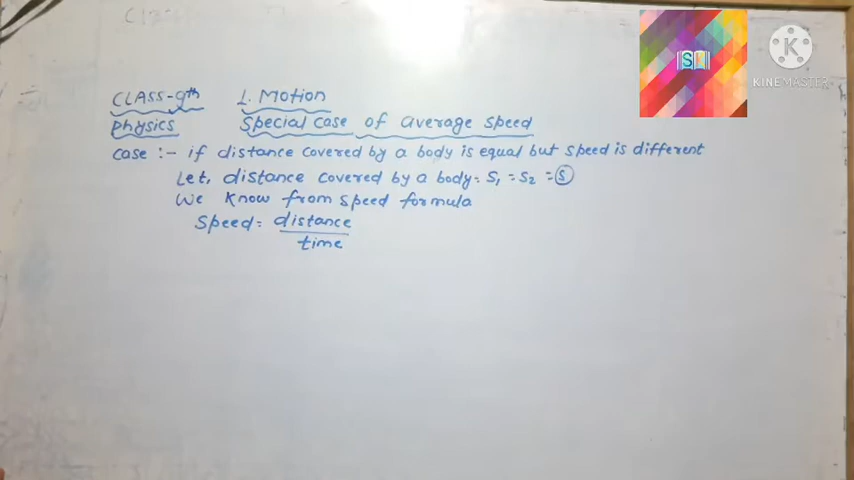 CLASS-9th 1. Motion
Physics Special case of average speed
case :- if distance covered by a body is equal but speed is different
Let, distance covered by a body = S₁ = S₂ = S
We know from speed formula
Speed = distance
time
SL
K
KINEMASTER